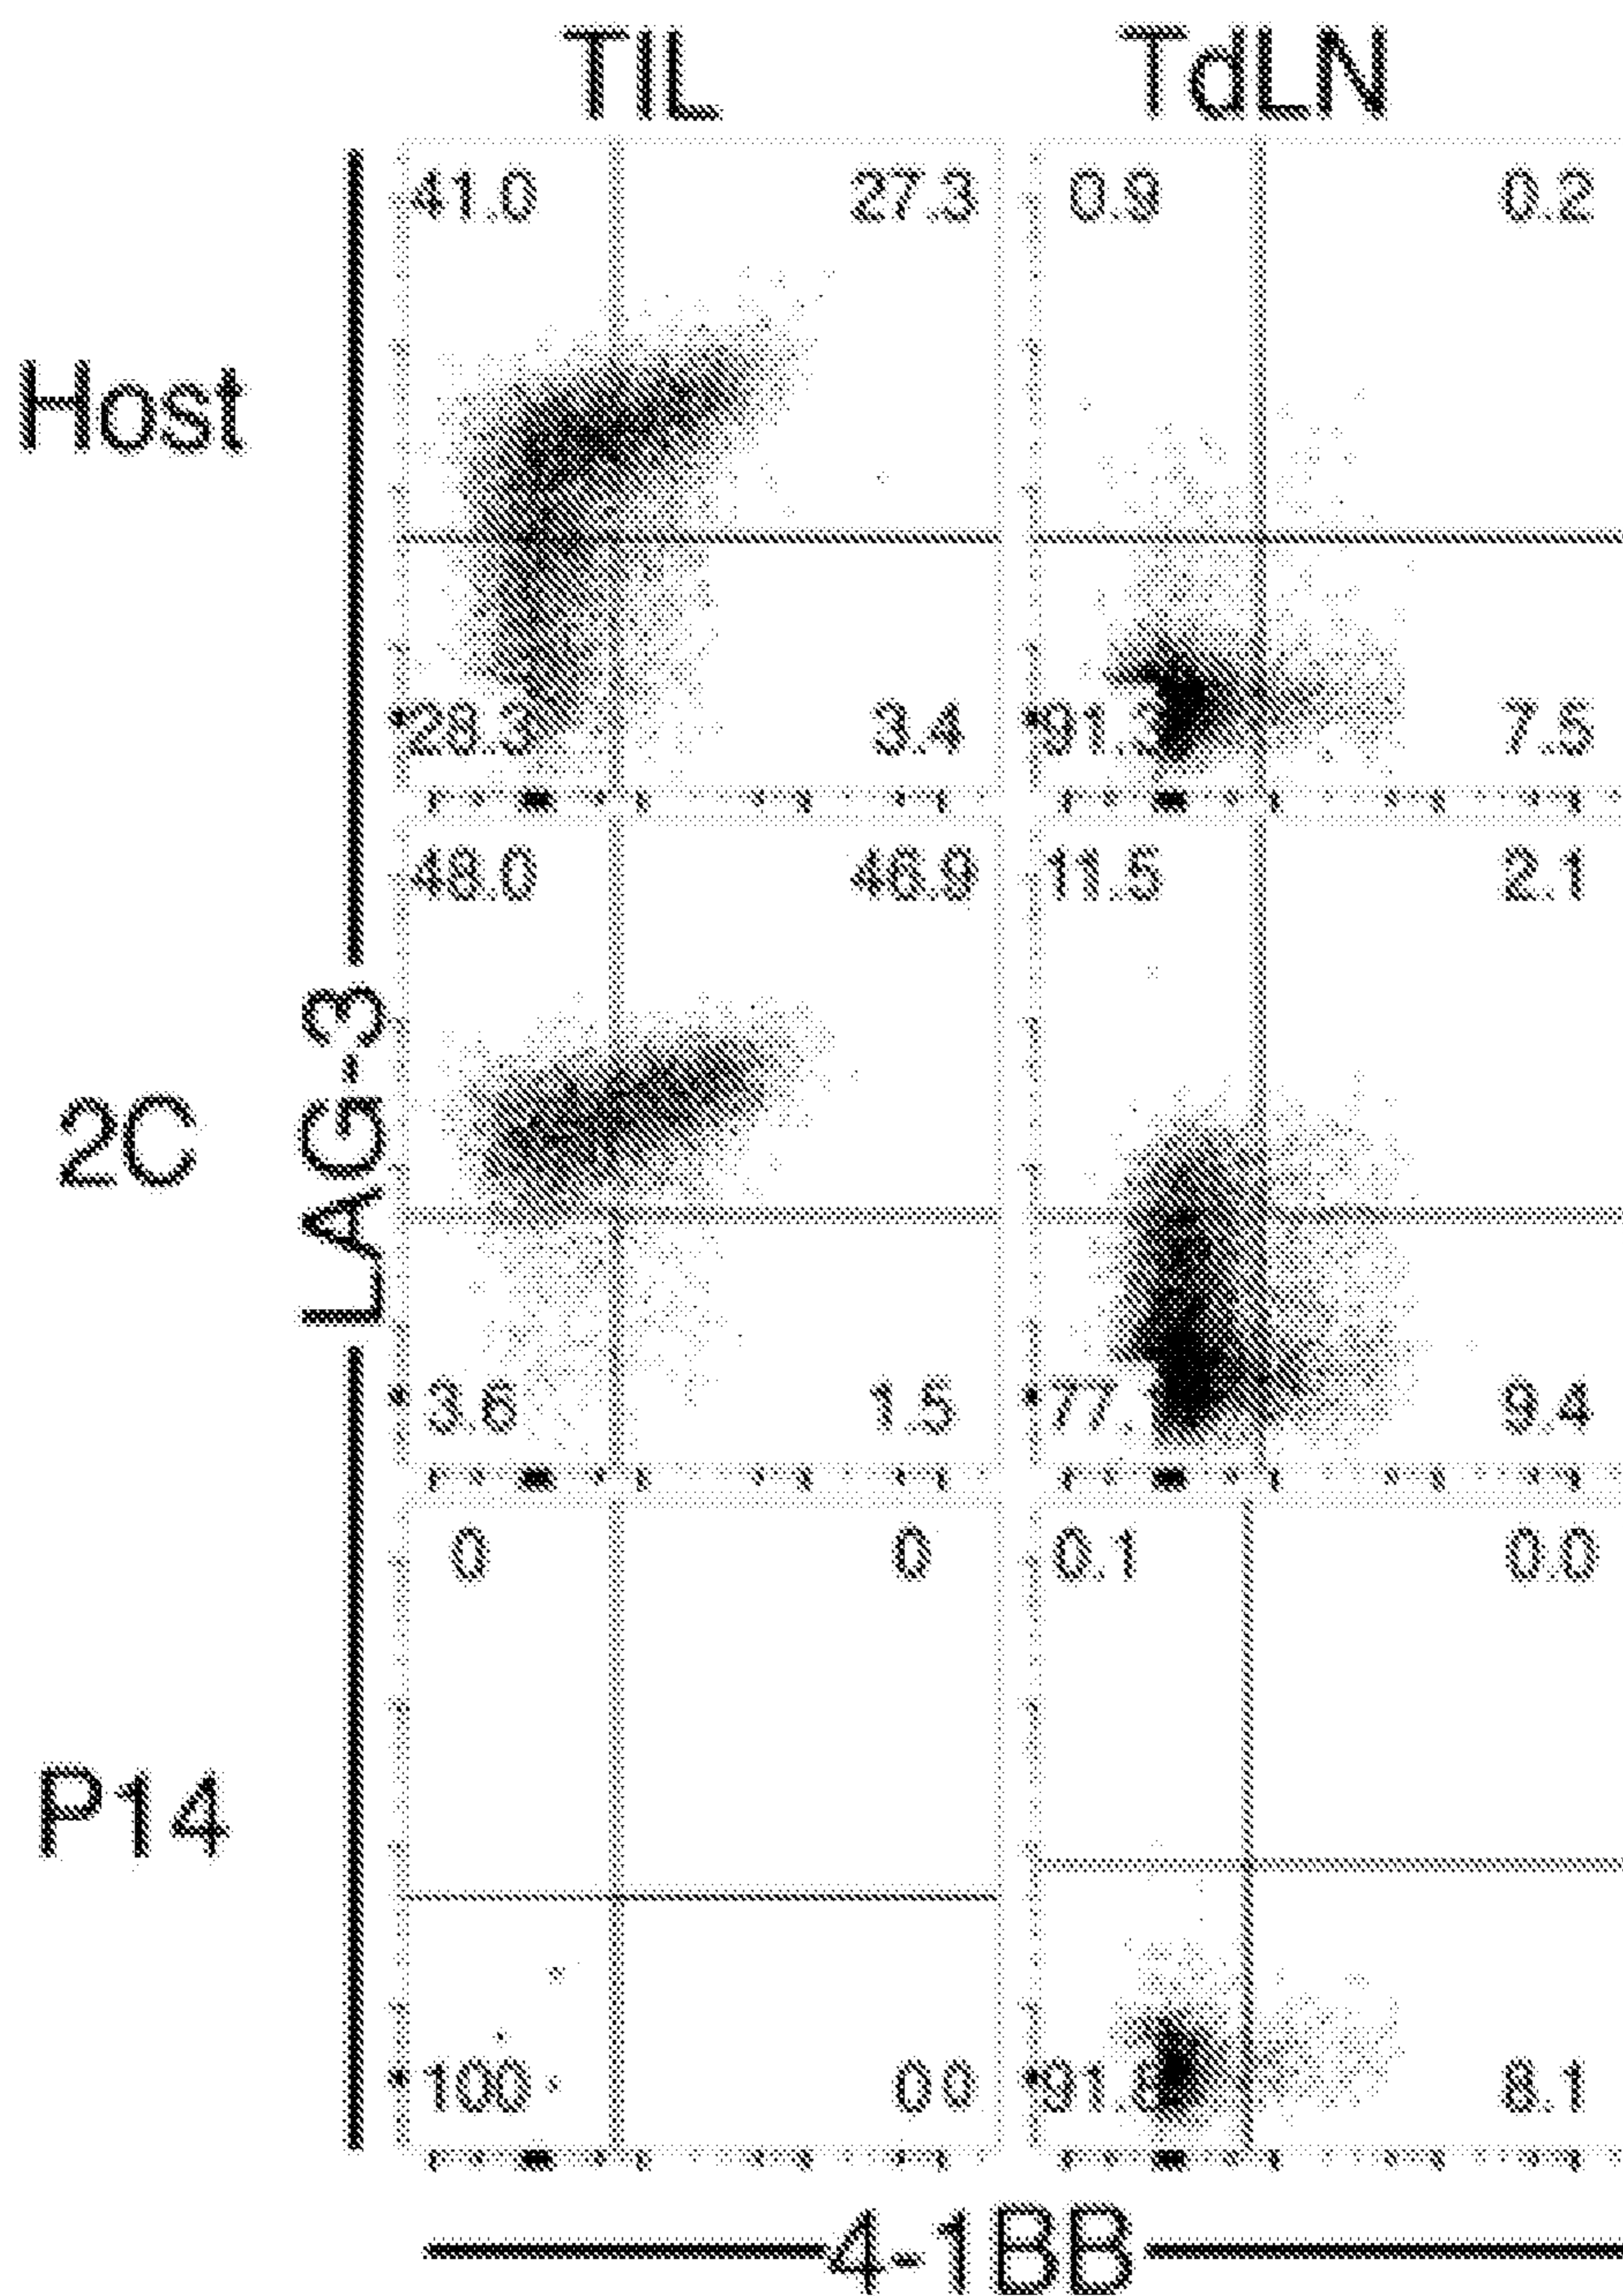 TIL TdLN
41.0 27.3 0.9 0.2
Host
28.3 3.4 91.3 7.5
48.0 46.9 11.5 2.1
LAG-3
2C
3.6 1.5 77. 9.4
0 0 0.1 0.0
P14
100 00 91.8 8.1
4-1BB